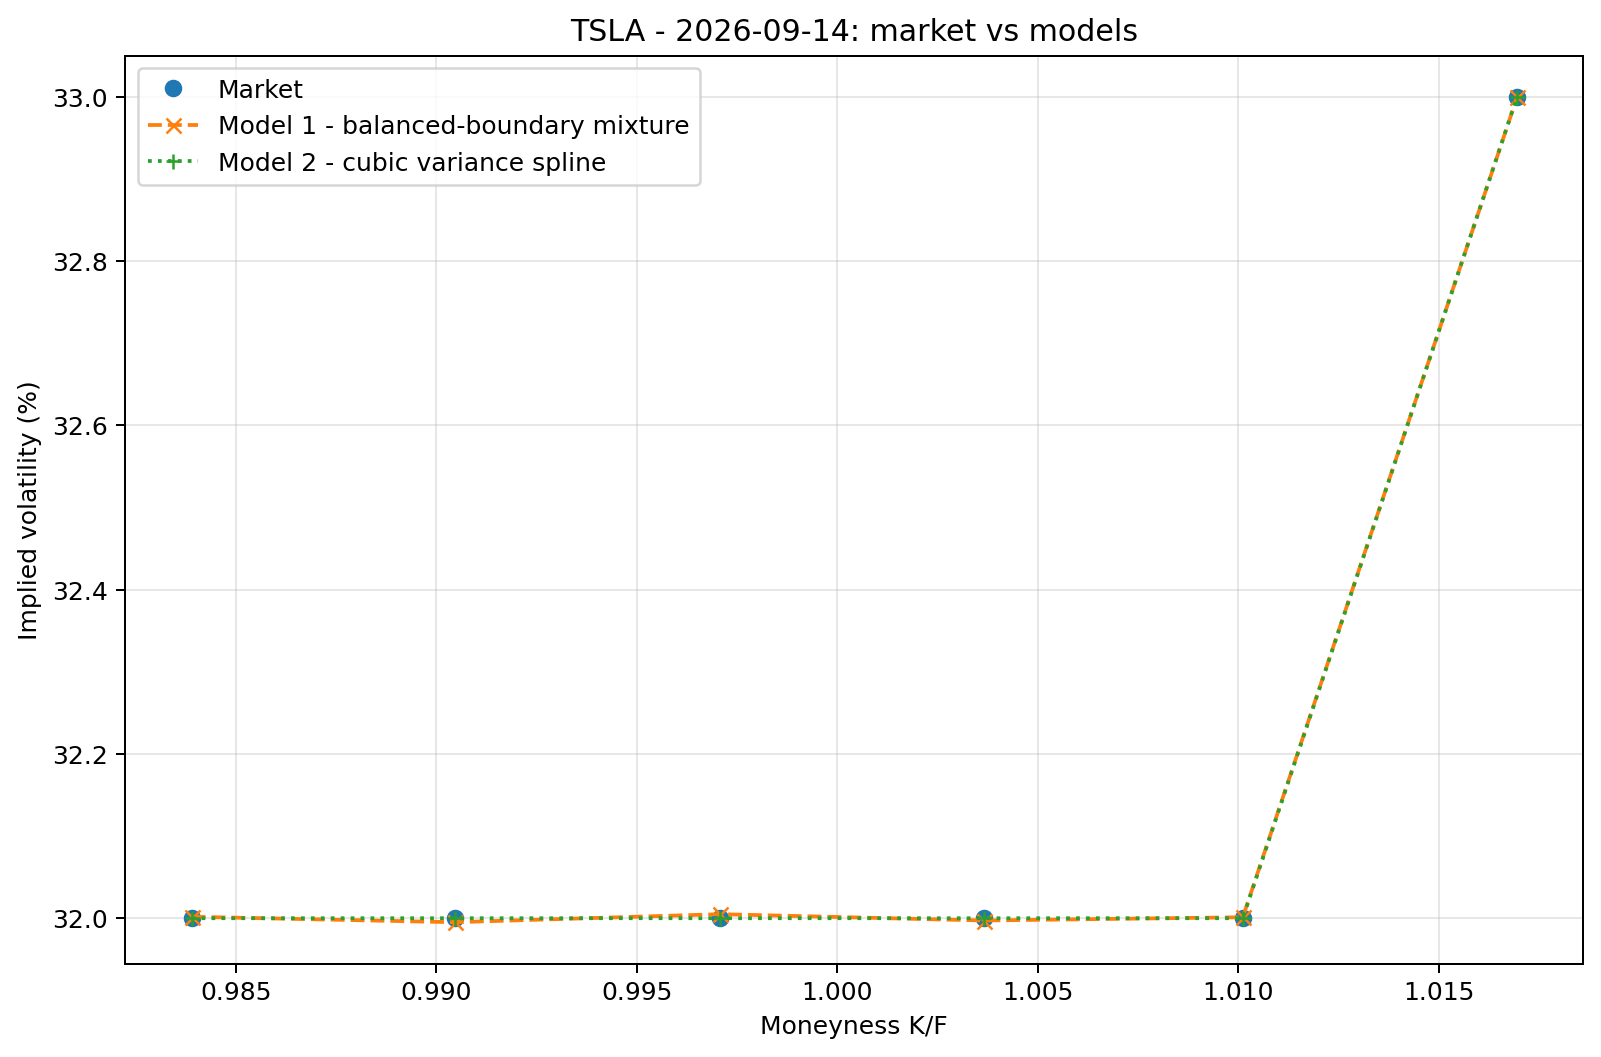 TSLA - 2026-09-14: market vs models
Market
Model 1 - balanced-boundary mixture
Model 2 - cubic variance spline
Implied volatility (%)
33.0
32.8
32.6
32.4
32.2
32.0
0.985 0.990 0.995 1.000 1.005 1.010 1.015
Moneyness K/F